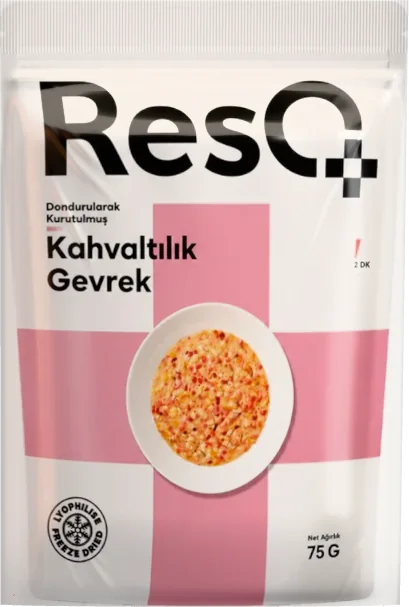 ResQ
Dondurularak
Kurutulmuş
Kahvaltılık
Gevrek
2 DK
LYOPHILISE
FREEZE DRIED
Net Ağırlık
75 G